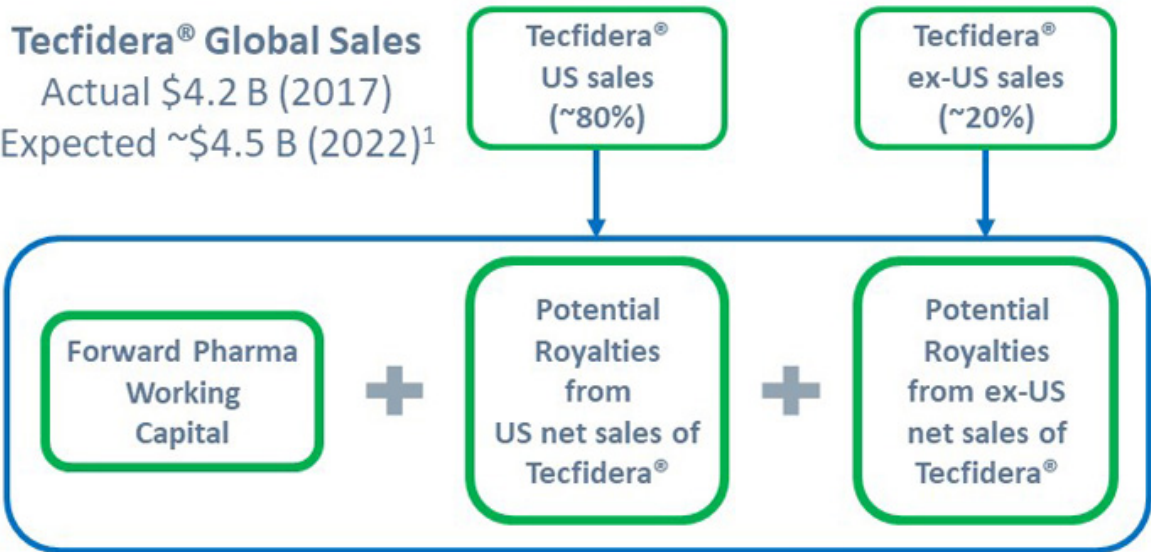 Tecfidera® Global Sales
Actual $4.2 B (2017)
Expected ~$4.5 B (2022)¹
Tecfidera®
US sales
(~80%)
Tecfidera®
ex-US sales
(~20%)
Forward Pharma
Working
Capital
+
Potential
Royalties
from
US net sales of
Tecfidera®
+
Potential
Royalties
from ex-US
net sales of
Tecfidera®